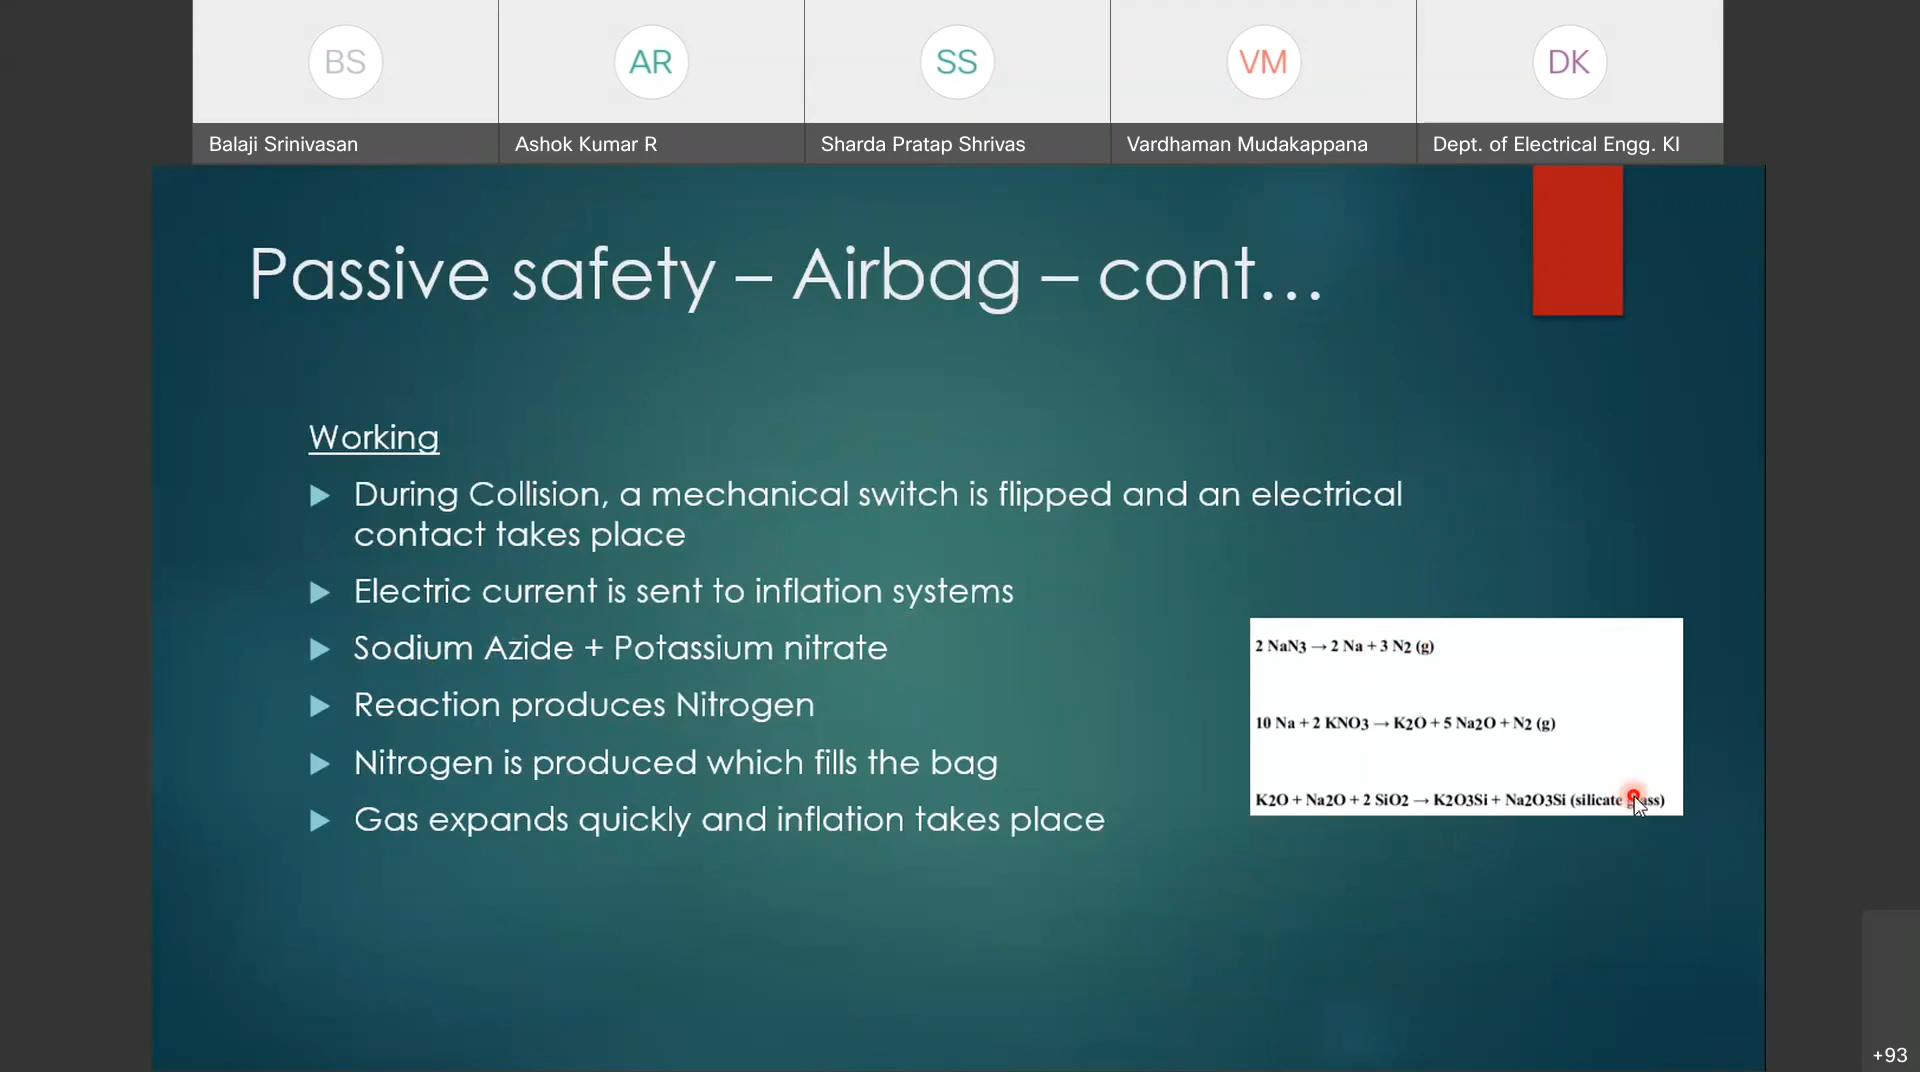 BS
AR
SS
VM
DK
Balaji Srinivasan
Ashok Kumar R
Sharda Pratap Shrivas
Vardhaman Mudakappana
Dept. of Electrical Engg. KI
Passive safety – Airbag – cont...
Working
During Collision, a mechanical switch is flipped and an electrical
contact takes place
Electric current is sent to inflation systems
Sodium Azide + Potassium nitrate
Reaction produces Nitrogen
Nitrogen is produced which fills the bag
Gas expands quickly and inflation takes place
2 NaN3 → 2 Na + 3 N2 (g)
10 Na + 2 KNO3 → K2O + 5 Na2O + N2 (g)
K2O + Na2O + 2 SiO2 → K2O3Si + Na2O3Si (silicate
+93